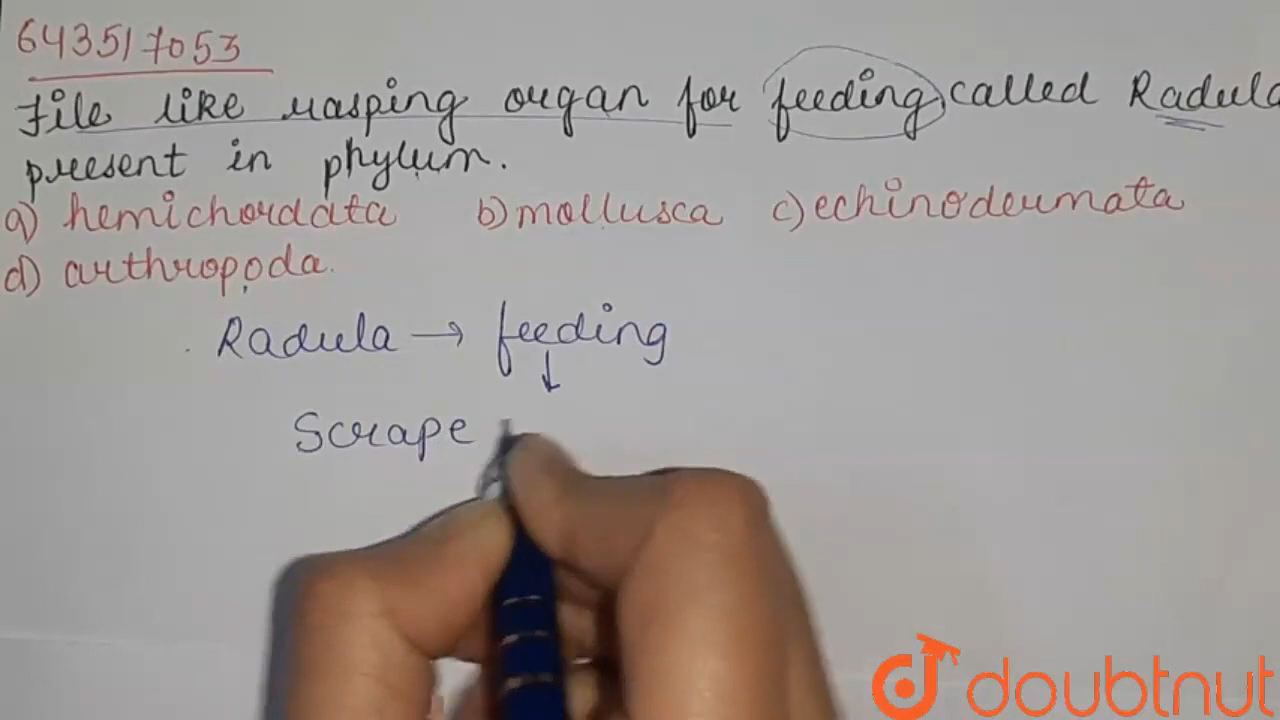 643517053
File like rasping organ for feeding called Radula
present in phylum.
a) hemichordata b) mollusca c) echinodermata
d) arthropoda.
Radula → feeding
↓
Scrape
doubtnut